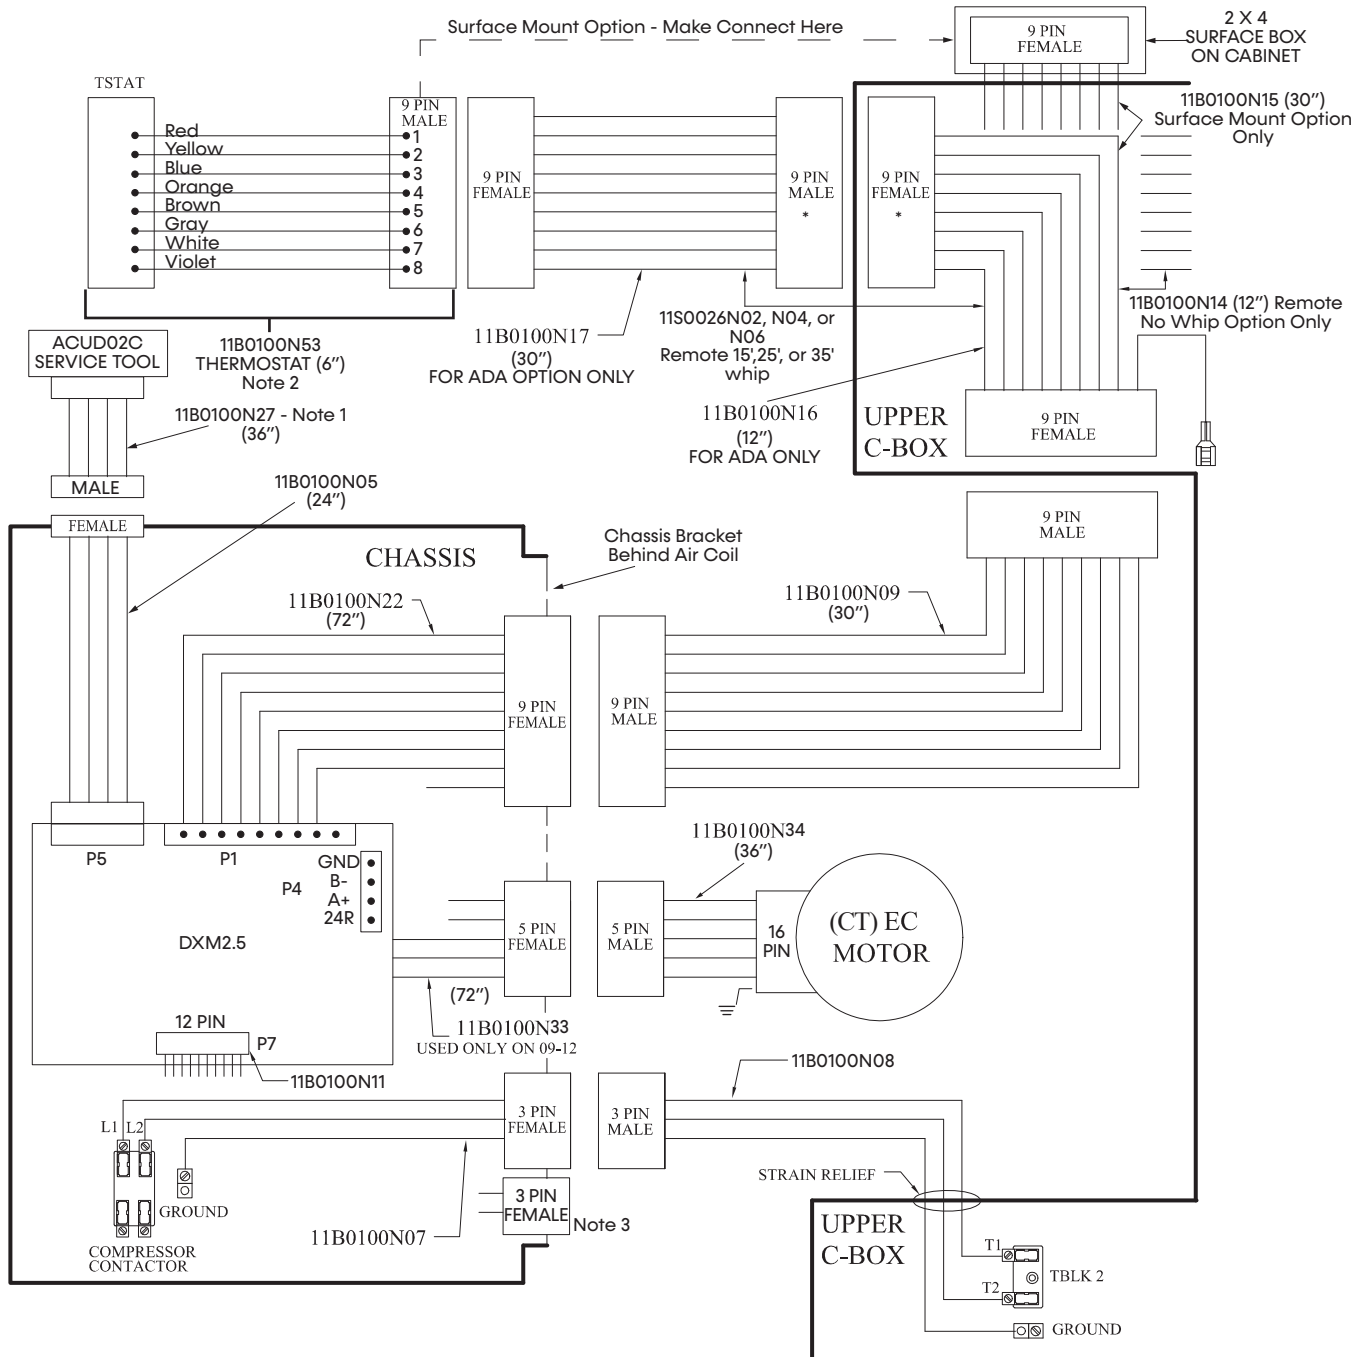 Surface Mount Option - Make Connect Here
9 PIN
FEMALE
2 X 4
SURFACE BOX
ON CABINET
TSTAT
9 PIN
MALE
Red
Yellow
Blue
Orange
Brown
Gray
White
Violet
1
2
3
4
5
6
7
8
9 PIN
FEMALE
9 PIN
MALE
*
9 PIN
FEMALE
*
11B0100N15 (30”)
Surface Mount Option
Only
11B0100N14 (12”) Remote
No Whip Option Only
11B0100N53
THERMOSTAT (6”)
Note 2
11B0100N17
(30”)
FOR ADA OPTION ONLY
11S0026N02, N04, or
N06
Remote 15',25', or 35'
whip
11B0100N16
(12”)
FOR ADA ONLY
UPPER
C-BOX
9 PIN
FEMALE
ACUD02C
SERVICE TOOL
11B0100N27 - Note 1
(36”)
MALE
11B0100N05
(24”)
FEMALE
CHASSIS
Chassis Bracket
Behind Air Coil
9 PIN
MALE
11B0100N22
(72”)
11B0100N09
(30”)
9 PIN
FEMALE
9 PIN
MALE
P5
P1
P4
GND
B-
A+
24R
DXM2.5
11B0100N34
(36”)
5 PIN
FEMALE
5 PIN
MALE
16
PIN
(CT) EC
MOTOR
(72”)
11B0100N33
USED ONLY ON 09-12
12 PIN
P7
11B0100N11
11B0100N08
L1
L2
3 PIN
FEMALE
3 PIN
MALE
GROUND
COMPRESSOR
CONTACTOR
11B0100N07
3 PIN
FEMALE
Note 3
STRAIN RELIEF
UPPER
C-BOX
T1
T2
TBLK 2
GROUND